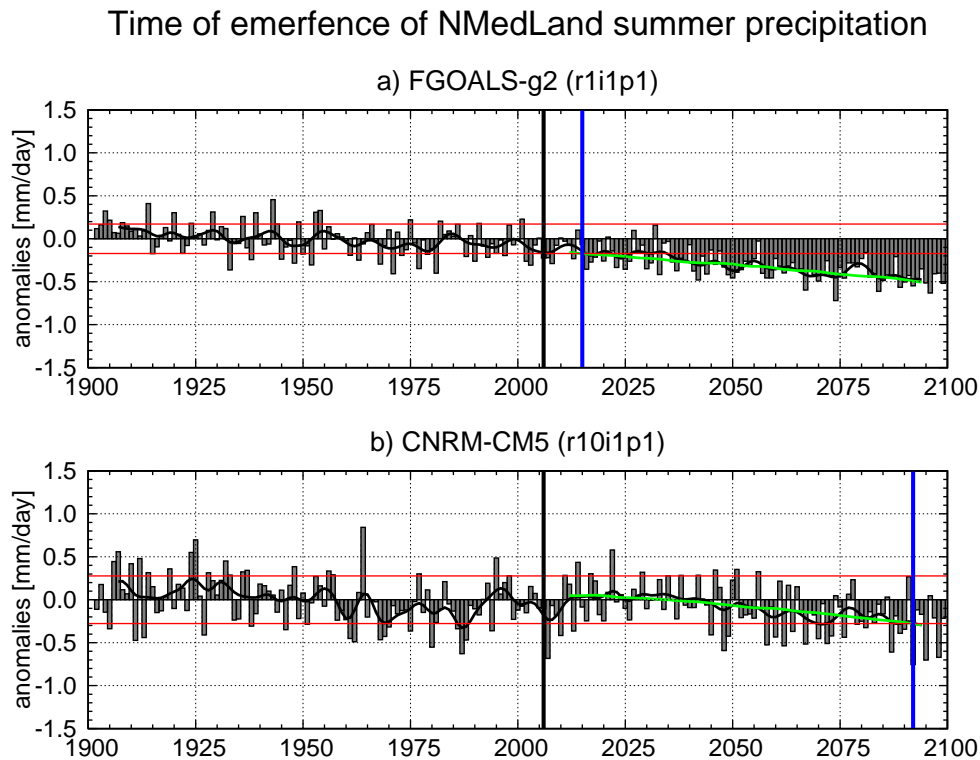 Time of emerfence of NMedLand summer precipitation
a) FGOALS-g2 (r1i1p1)
anomalies [mm/day]
1.5
1.0
0.5
0.0
-0.5
-1.0
-1.5
1900 1925 1950 1975 2000 2025 2050 2075 2100
b) CNRM-CM5 (r10i1p1)
anomalies [mm/day]
1.5
1.0
0.5
0.0
-0.5
-1.0
-1.5
1900 1925 1950 1975 2000 2025 2050 2075 2100